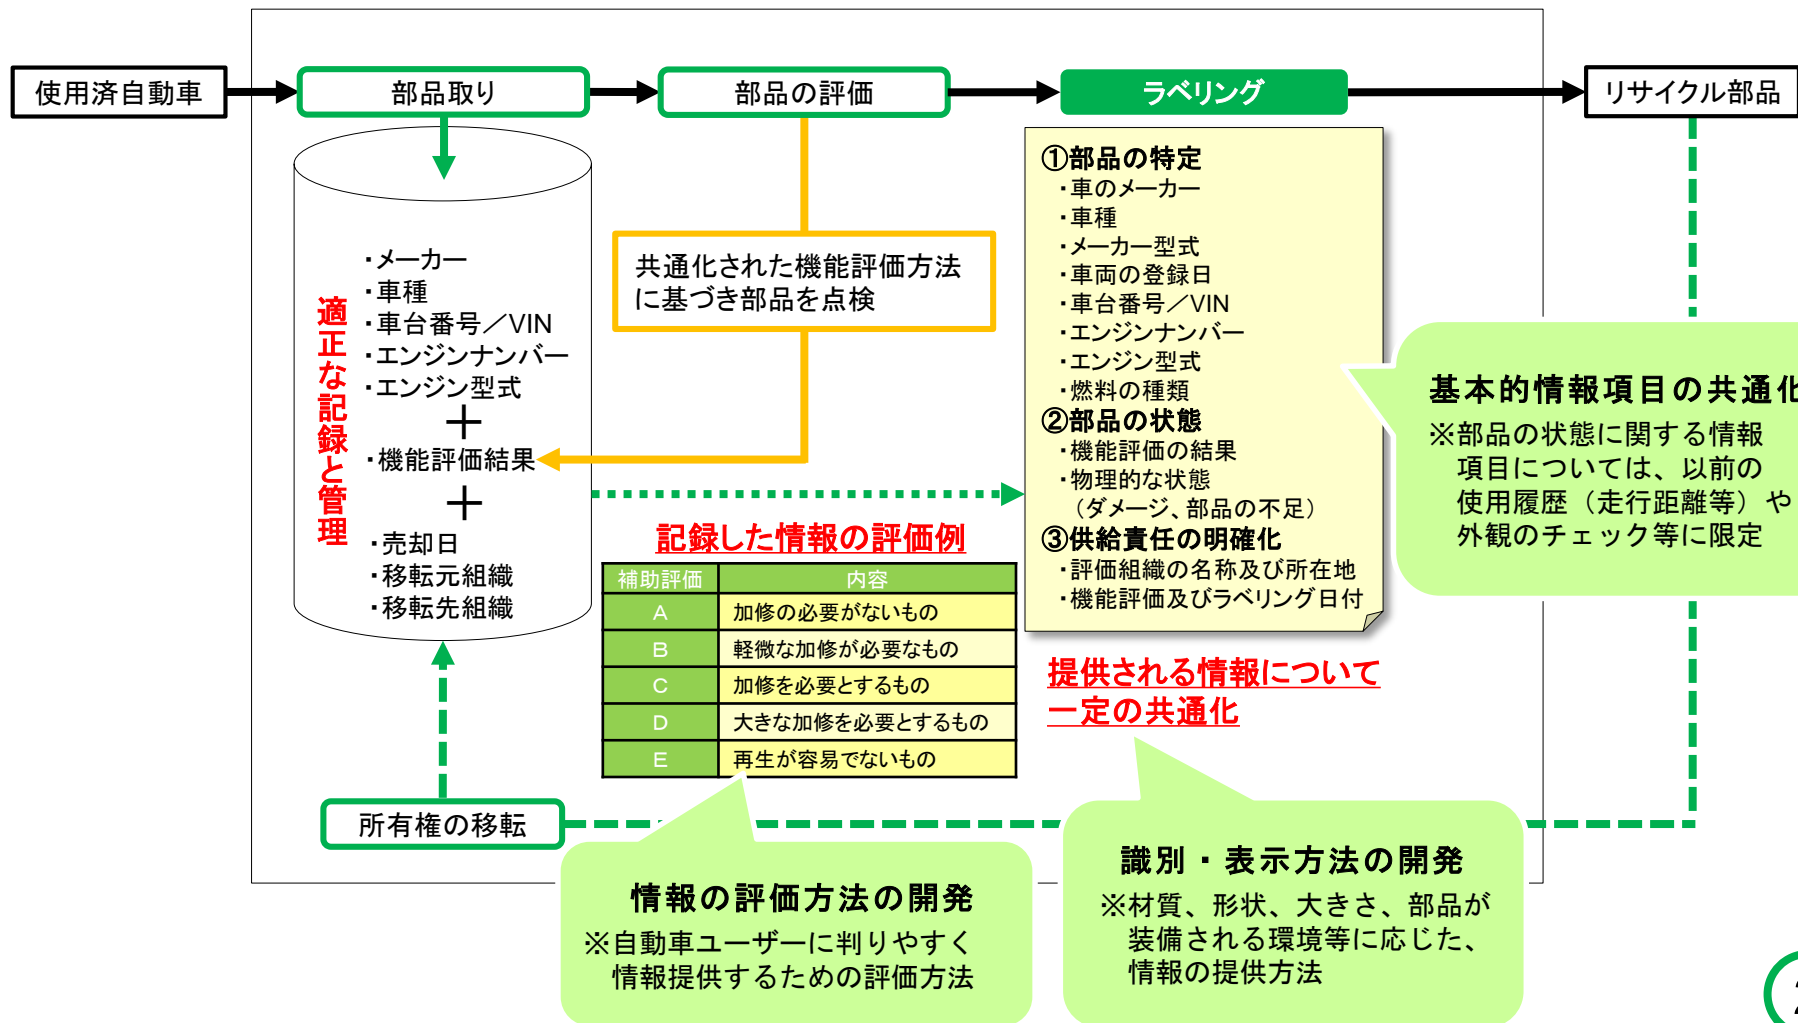 使用済自動車
部品取り
部品の評価
ラベリング
リサイクル部品
適正な記録と管理
・メーカー
・車種
・車台番号／VIN
・エンジンナンバー
・エンジン型式
＋
・機能評価結果
＋
・売却日
・移転元組織
・移転先組織
共通化された機能評価方法
に基づき部品を点検
①部品の特定
・車のメーカー
・車種
・メーカー型式
・車両の登録日
・車台番号／VIN
・エンジンナンバー
・エンジン型式
・燃料の種類
②部品の状態
・機能評価の結果
・物理的な状態
（ダメージ、部品の不足）
③供給責任の明確化
・評価組織の名称及び所在地
・機能評価及びラベリング日付
基本的情報項目の共通化
※部品の状態に関する情報
項目については、以前の
使用履歴（走行距離等）や
外観のチェック等に限定
記録した情報の評価例
補助評価 内容
A 加修の必要がないもの
B 軽微な加修が必要なもの
C 加修を必要とするもの
D 大きな加修を必要とするもの
E 再生が容易でないもの
提供される情報について
一定の共通化
所有権の移転
情報の評価方法の開発
※自動車ユーザーに判りやすく
情報提供するための評価方法
識別・表示方法の開発
※材質、形状、大きさ、部品が
装備される環境等に応じた、
情報の提供方法